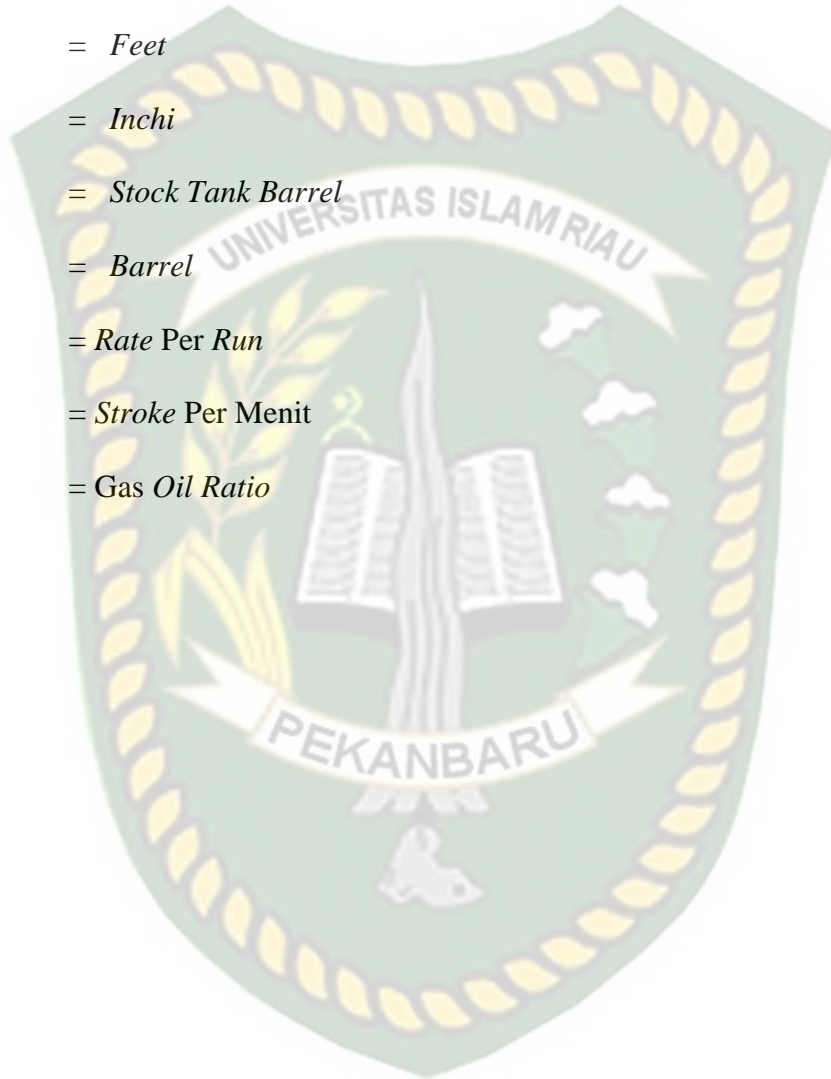 = Feet
= Inchi
= Stock Tank Barrel
UNIVERSITAS ISLAM RIAU
= Barrel
= Rate Per Run
= Stroke Per Menit
= Gas Oil Ratio
PEKANBARU